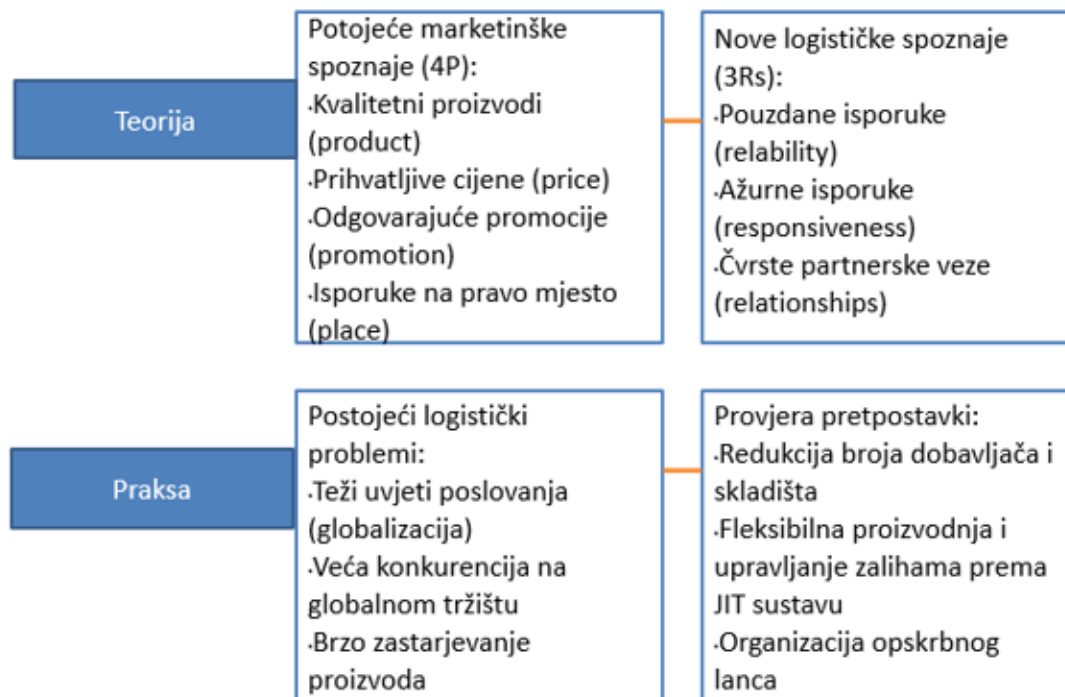 Teorija
Potojeće marketinške
spoznaje (4P):
.Kvalitetni proizvodi
(product)
.Prihvatljive cijene (price)
.Odgovarajuće promocije
(promotion)
.Isporuke na pravo mjesto
(place)
Nove logističke spoznaje
(3Rs):
.Pouzdane isporuke
(relability)
.Ažurne isporuke
(responsiveness)
.Čvrste partnerske veze
(relationships)
Praksa
Postojeći logistički
problemi:
.Teži uvjeti poslovanja
(globalizacija)
.Veća konkurencija na
globalnom tržištu
.Brzo zastarjevanje
proizvoda
Provjera pretpostavki:
.Redukcija broja dobavljača i
skladišta
.Fleksibilna proizvodnja i
upravljanje zalihama prema
JIT sustavu
.Organizacija opskrbnog
lanca